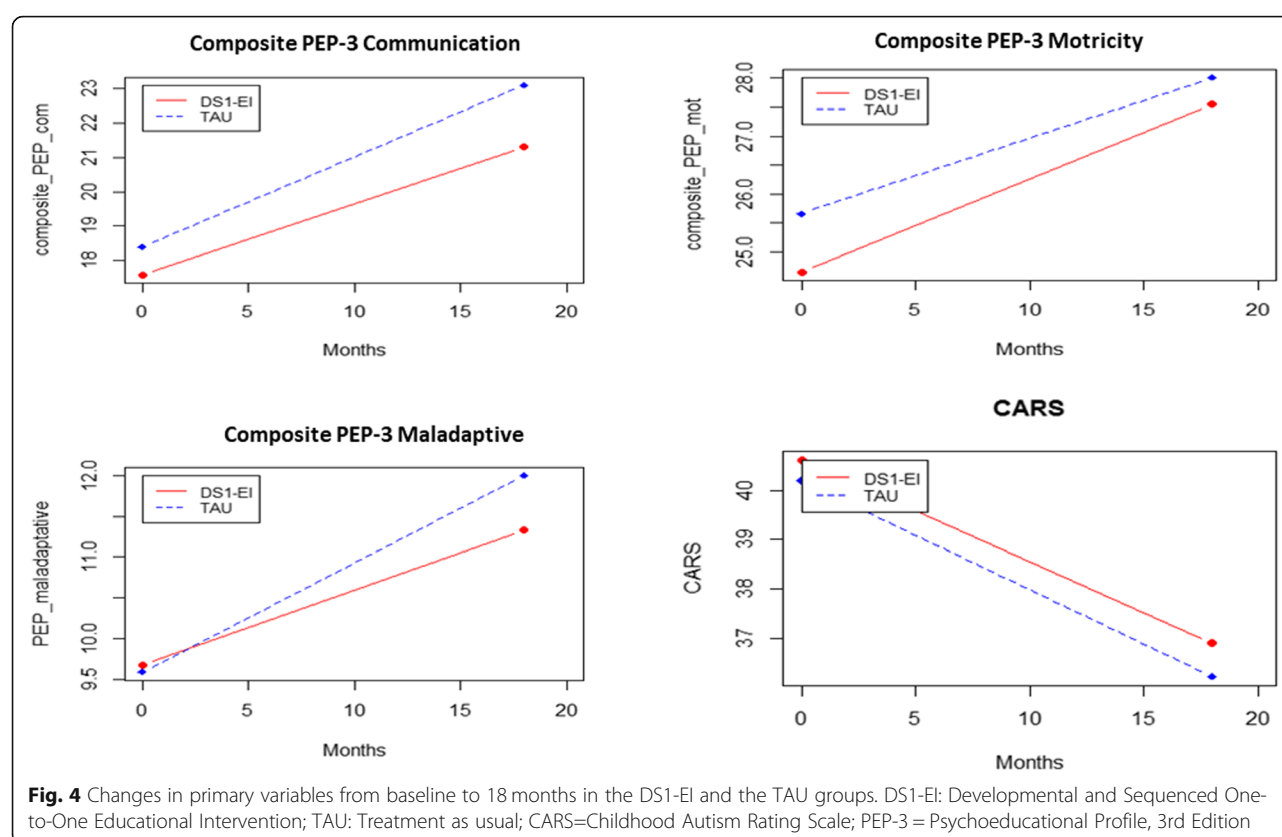 Composite PEP-3 Communication
composite_PEP_com
18 19 20 21 22 23
DS1-EI
TAU
0 5 10 15 20
Months
Composite PEP-3 Motricity
composite_PEP_mot
25.0 26.0 27.0 28.0
DS1-EI
TAU
0 5 10 15 20
Months
Composite PEP-3 Maladaptive
PEP_maladaptative
9.5 10.0 11.0 12.0
DS1-EI
TAU
0 5 10 15 20
Months
CARS
CARS
37 38 39 40
DS1-EI
TAU
0 5 10 15 20
Months
Fig. 4 Changes in primary variables from baseline to 18 months in the DS1-EI and the TAU groups. DS1-EI: Developmental and Sequenced One-
to-One Educational Intervention; TAU: Treatment as usual; CARS=Childhood Autism Rating Scale; PEP-3 = Psychoeducational Profile, 3rd Edition